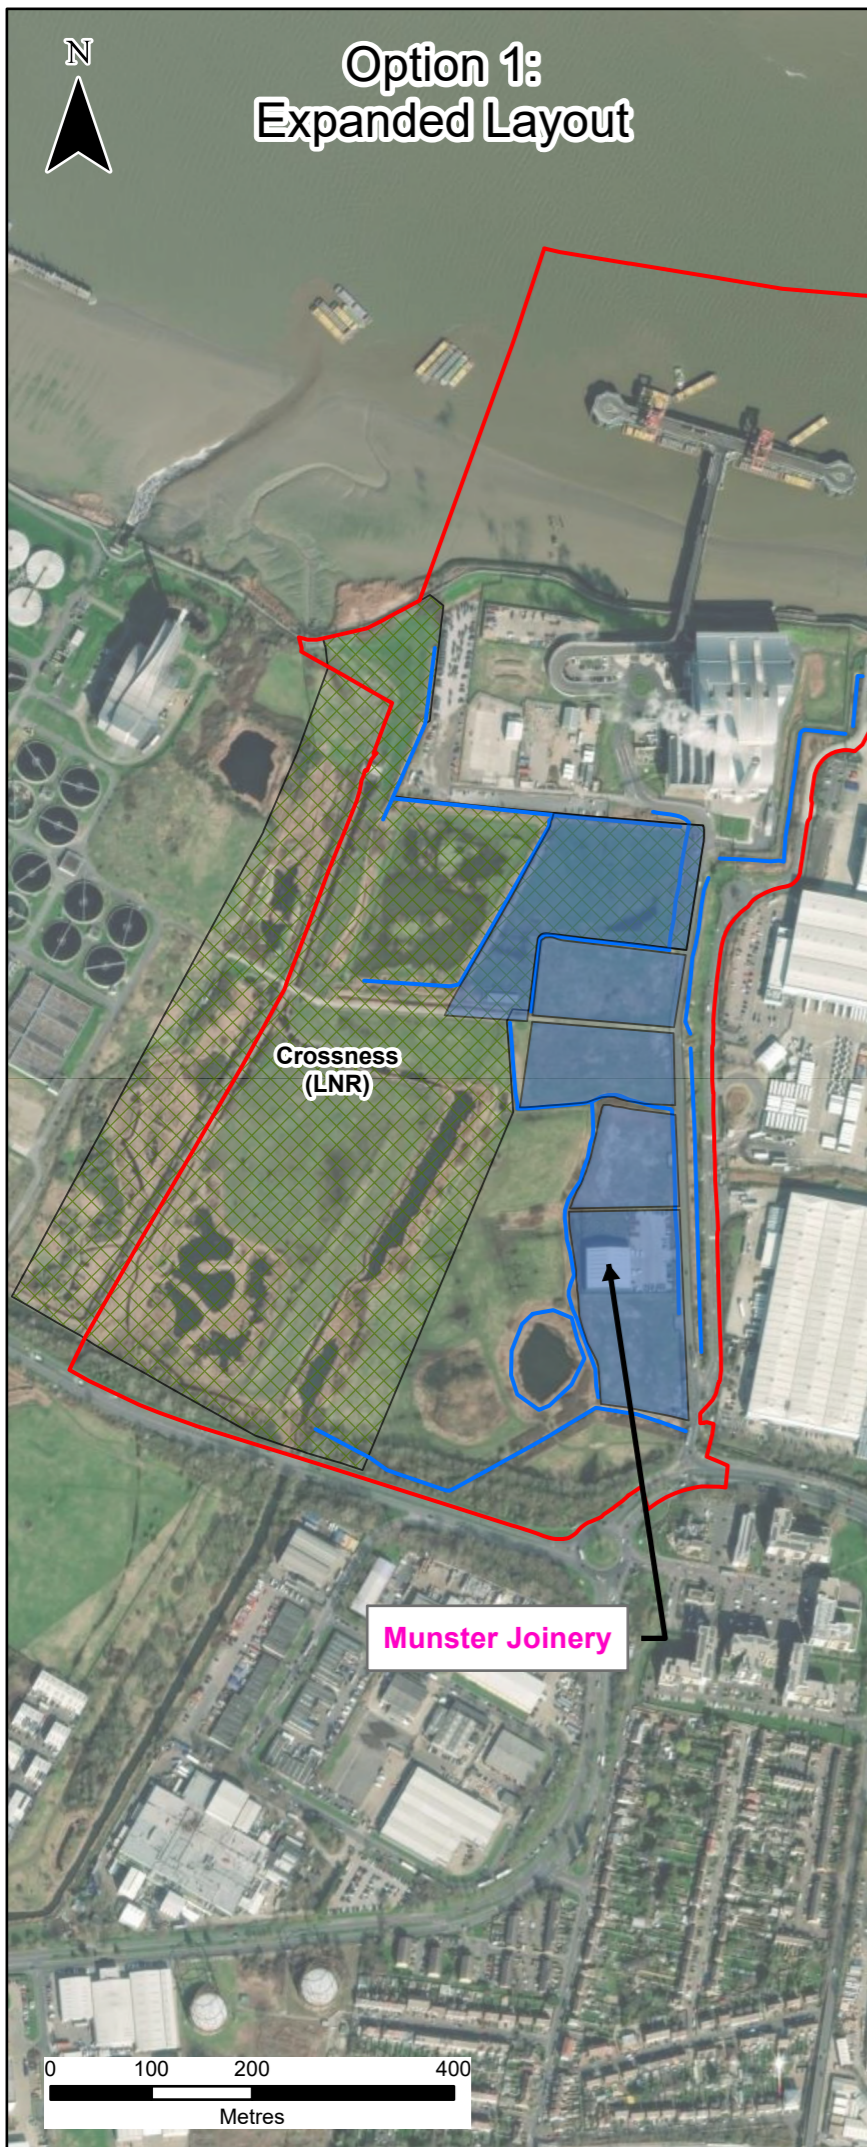 N
Option 1:
Expanded Layout
Crossness
(LNR)
Munster Joinery
0 100 200 400
Metres